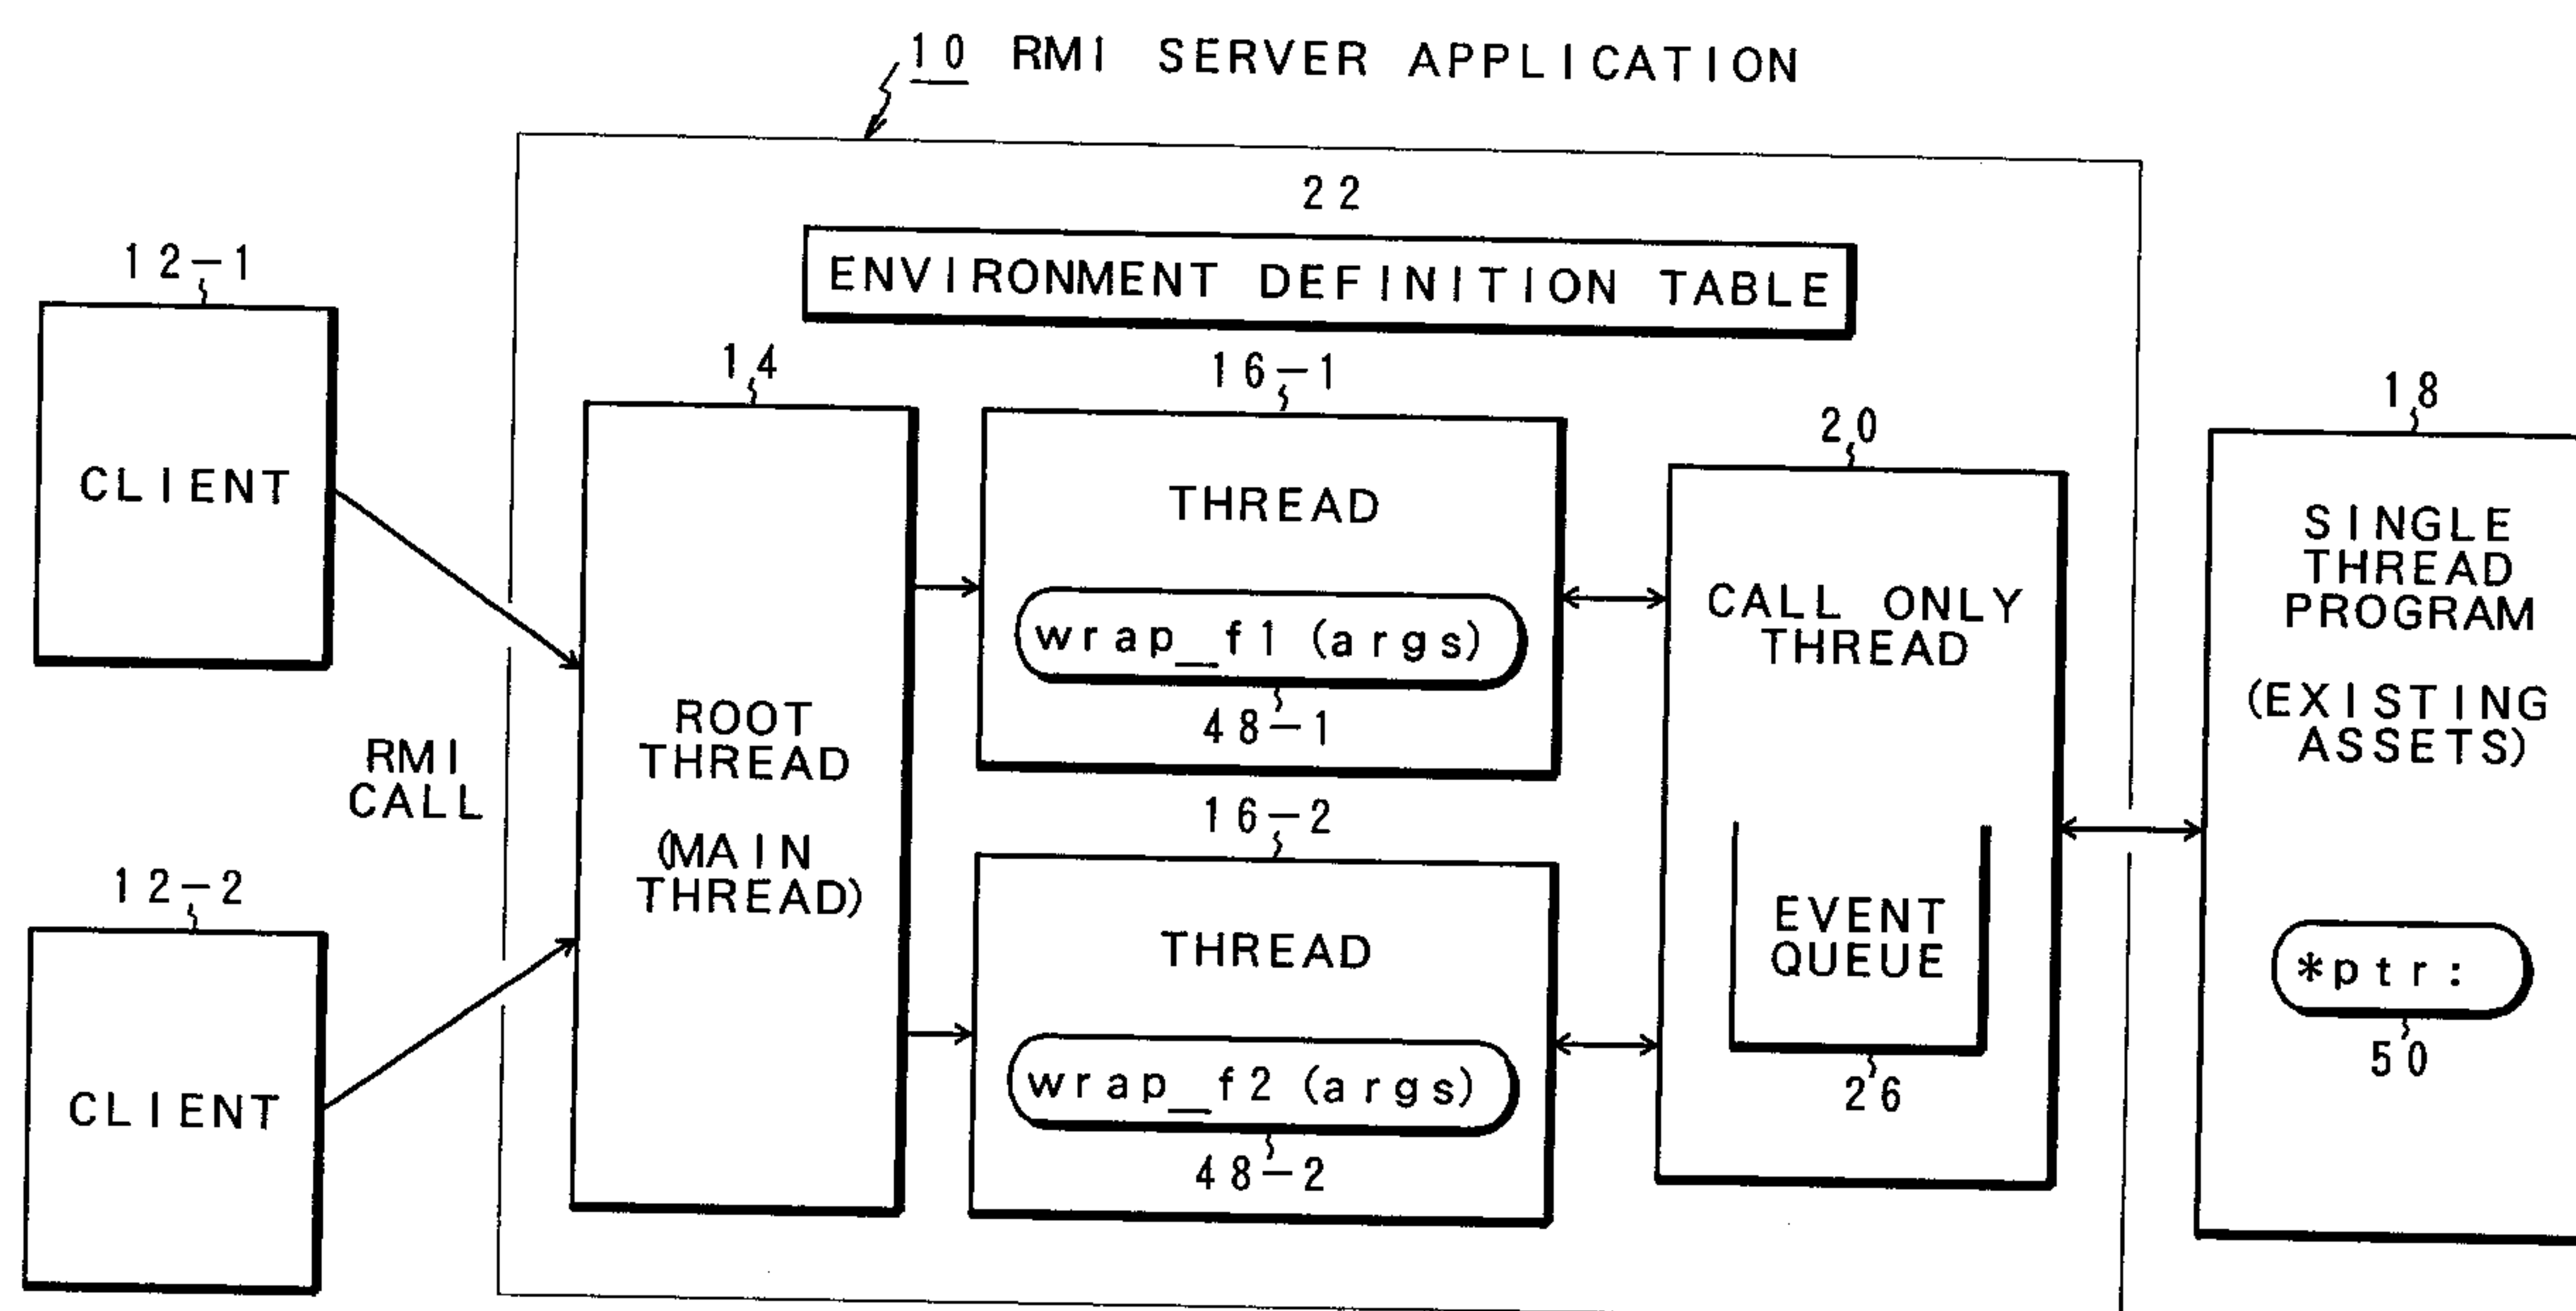 10 RMI SERVER APPLICATION
22
ENVIRONMENT DEFINITION TABLE
12-1
CLIENT
14
ROOT
THREAD
(MAIN
THREAD)
16-1
THREAD
wrap_f1 (args)
48-1
20
CALL ONLY
THREAD
18
SINGLE
THREAD
PROGRAM
(EXISTING
ASSETS)
RMI
CALL
12-2
CLIENT
16-2
THREAD
wrap_f2 (args)
48-2
EVENT
QUEUE
26
*ptr:
50